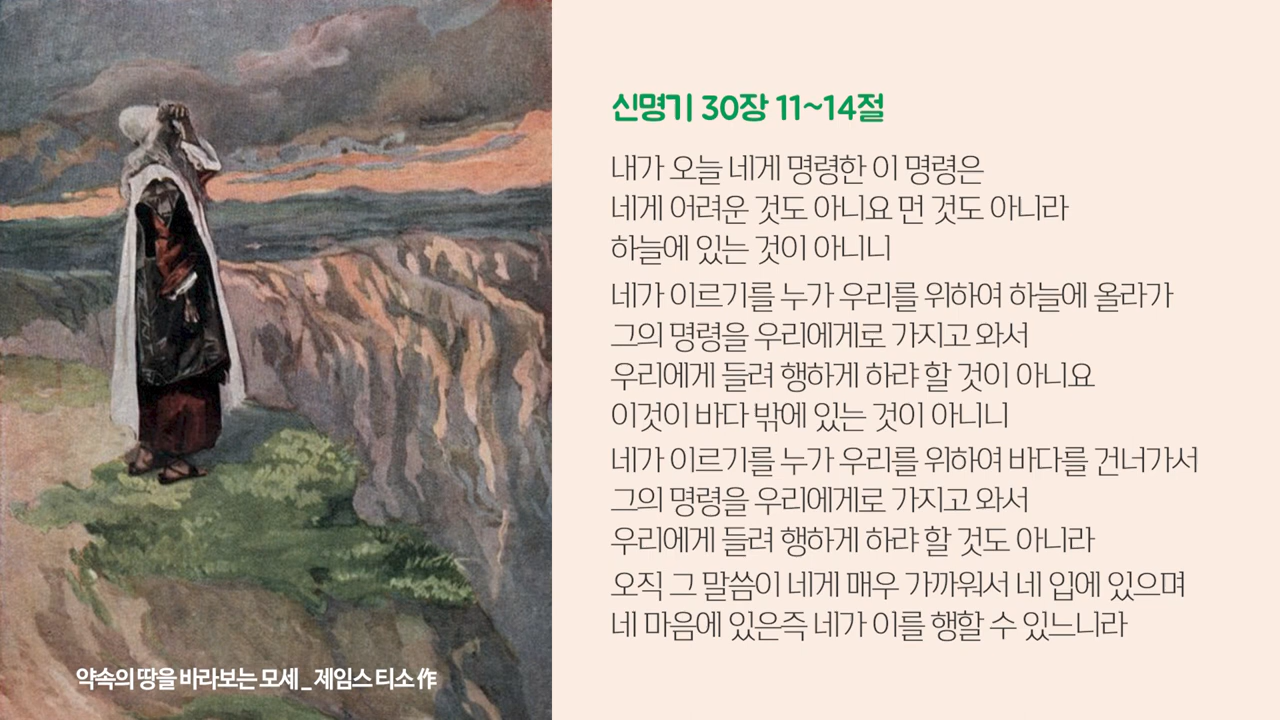 신명기 30장 11~14절
내가 오늘 네게 명령한 이 명령은
네게 어려운 것도 아니요 먼 것도 아니라
하늘에 있는 것이 아니니
네가 이르기를 누가 우리를 위하여 하늘에 올라가
그의 명령을 우리에게로 가지고 와서
우리에게 들려 행하게 하랴 할 것이 아니요
이것이 바다 밖에 있는 것이 아니니
네가 이르기를 누가 우리를 위하여 바다를 건너가서
그의 명령을 우리에게로 가지고 와서
우리에게 들려 행하게 하랴 할 것도 아니라
오직 그 말씀이 네게 매우 가까워서 네 입에 있으며
네 마음에 있은즉 네가 이를 행할 수 있느니라
약속의 땅을 바라보는 모세 _ 제임스 티소 作